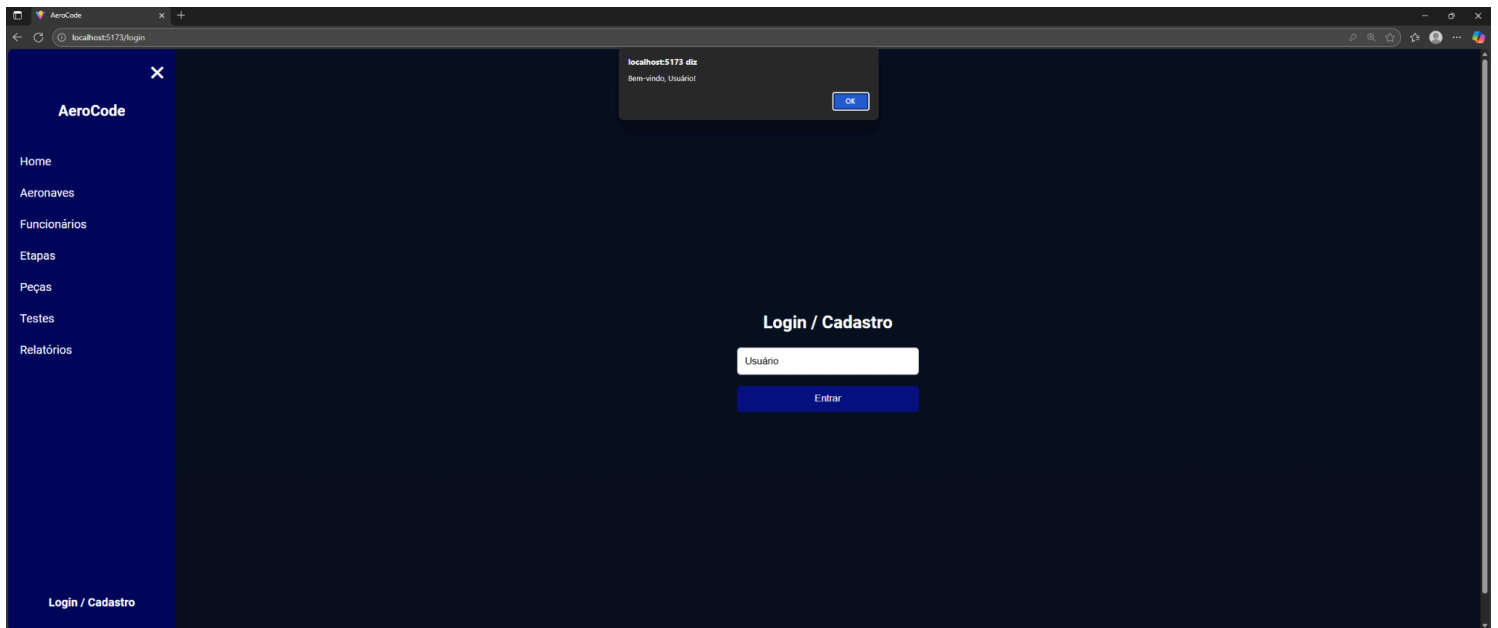 AeroCode
localhost:5173/login
localhost:5173 diz
Bem-vindo, Usuário!
OK
AeroCode
Home
Aeronaves
Funcionários
Etapas
Peças
Testes
Relatórios
Login / Cadastro
Login / Cadastro
Usuário
Entrar